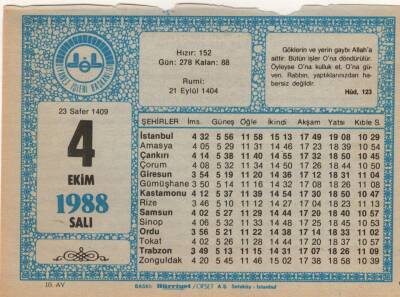 DİYANET İŞLERİ BAŞKANLIĞI
Hızır: 152
Gün: 278 Kalan: 88
Rumi:
21 Eylül 1404
Göklerin ve yerin gaybı Allah'a
aittir. Bütün işler O'na döndürülür.
Öyleyse O'na kulluk et, O'na gü-
ven. Rabbın, yaptıklarınızdan ha-
bersiz değildir.
Hûd, 123
23 Safer 1409
4
EKİM
1988
SALI
ŞEHİRLER İms. Güneş Öğle İkindi Akşam Yatsı Kıble S.
İstanbul 4 32 5 56 11 58 15 13 17 49 19 08 10 29
Amasya 4 05 5 29 11 31 14 46 17 23 18 39 10 54
Çankırı 4 14 5 38 11 40 14 55 17 32 18 50 10 45
Çorum 4 08 5 32 11 34 14 50 17 26 18 44 10 50
Giresun 3 54 5 19 11 20 14 36 17 12 18 31 11 04
Gümüşhane 3 50 5 14 11 16 14 32 17 08 18 26 11 08
Kastamonu 4 12 5 37 11 39 14 54 17 30 18 50 10 47
Rize 3 46 5 10 11 12 14 27 17 04 18 23 11 13
Samsun 4 02 5 27 11 29 14 44 17 20 18 40 10 57
Sinop 4 06 5 32 11 33 14 48 17 25 18 45 10 53
Ordu 3 56 5 21 11 22 14 38 17 14 18 33 11 02
Tokat 4 02 5 26 11 28 14 44 17 20 18 37 10 57
Trabzon 3 49 5 13 11 15 14 31 17 07 18 26 11 09
Zonguldak 4 20 5 45 11 46 15 02 17 38 18 58 10 39
10. AY
BASKI: Hürriyet / OFSET A.Ş. Sefaköy - İstanbul